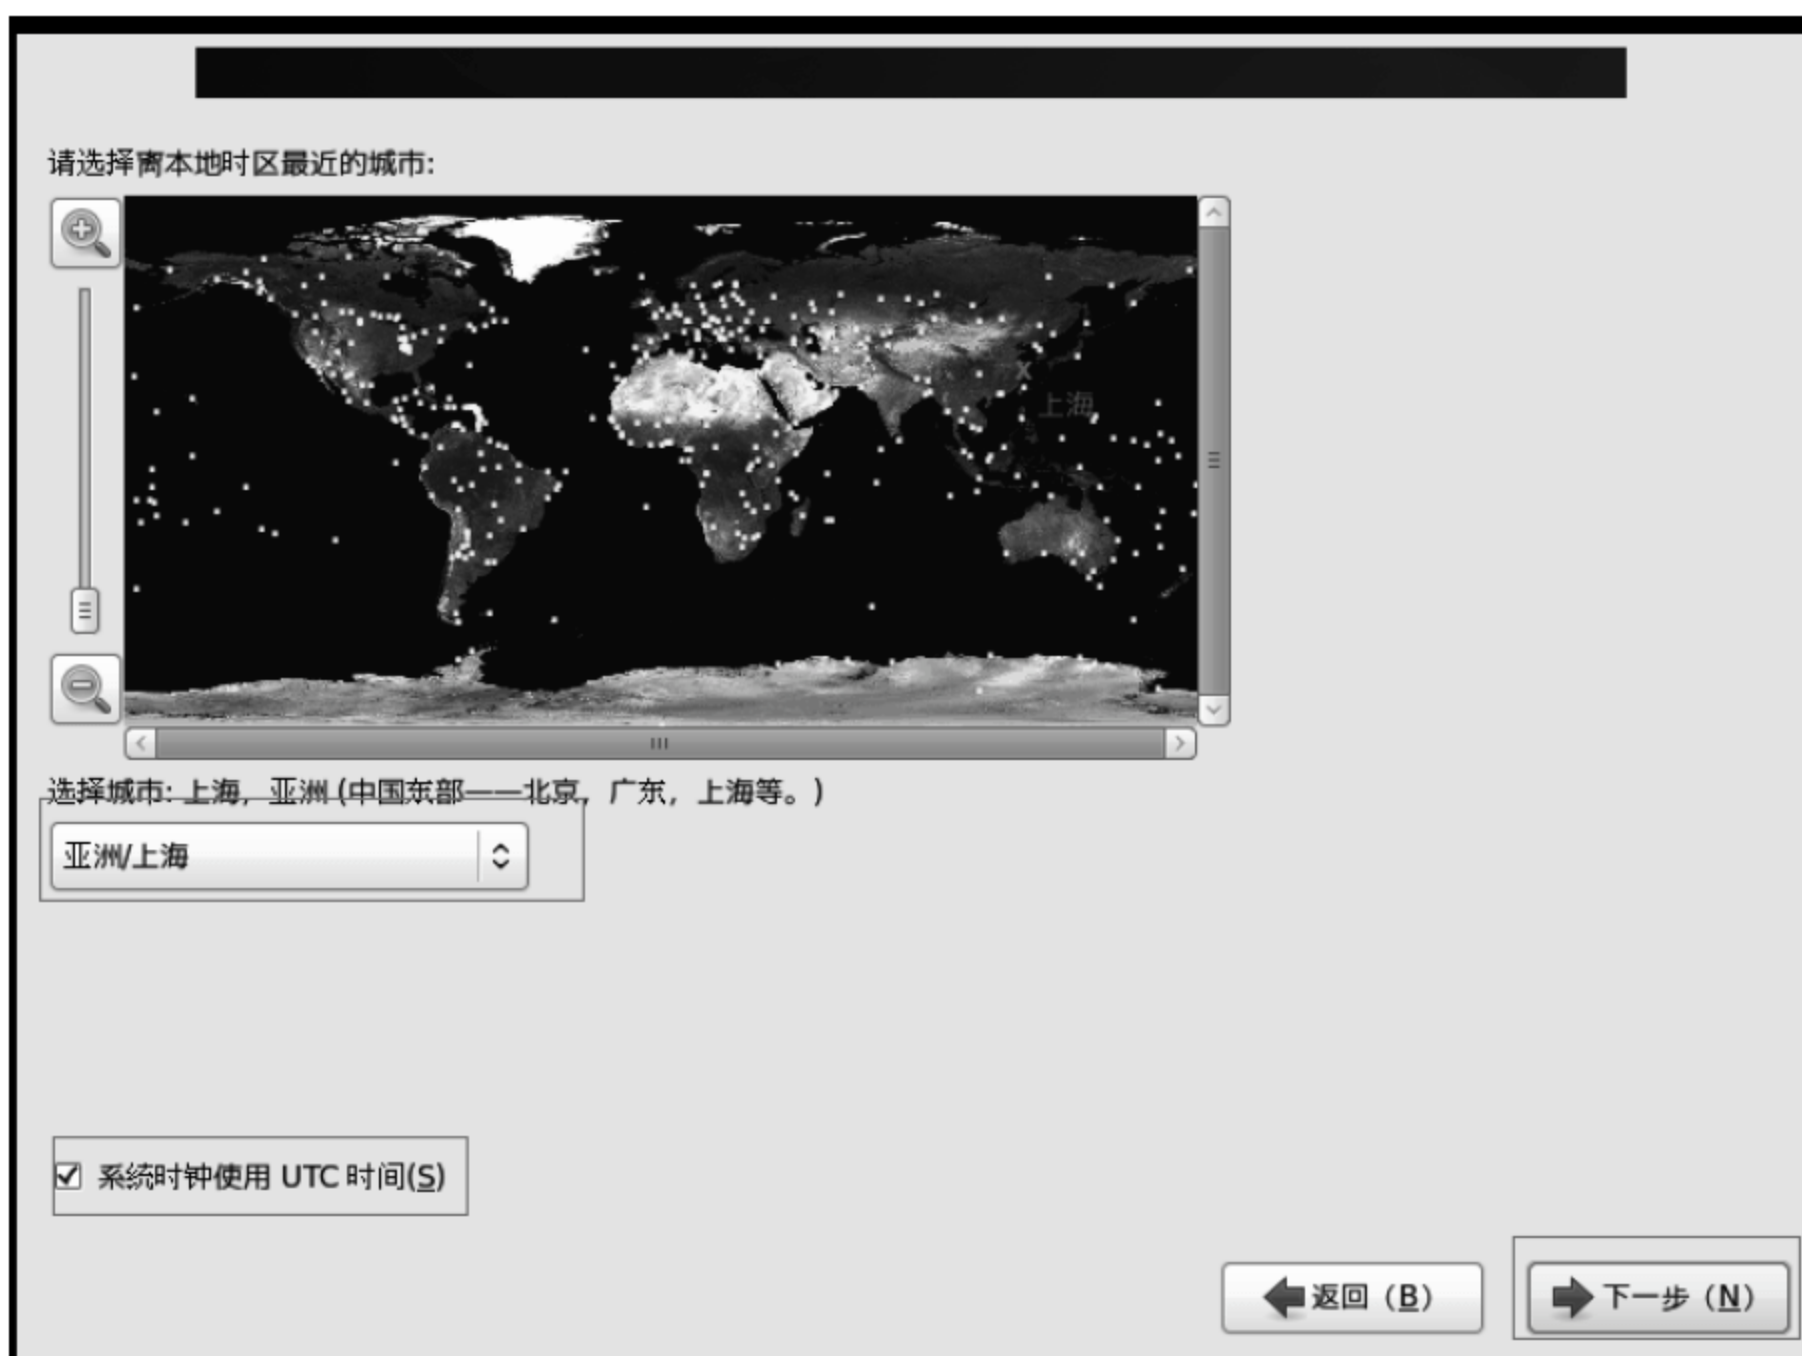 请选择离本地时区最近的城市:
上海
选择城市: 上海, 亚洲 (中国东部——北京, 广东, 上海等。)
亚洲/上海
系统时钟使用 UTC 时间(S)
返回 (B)
下一步 (N)